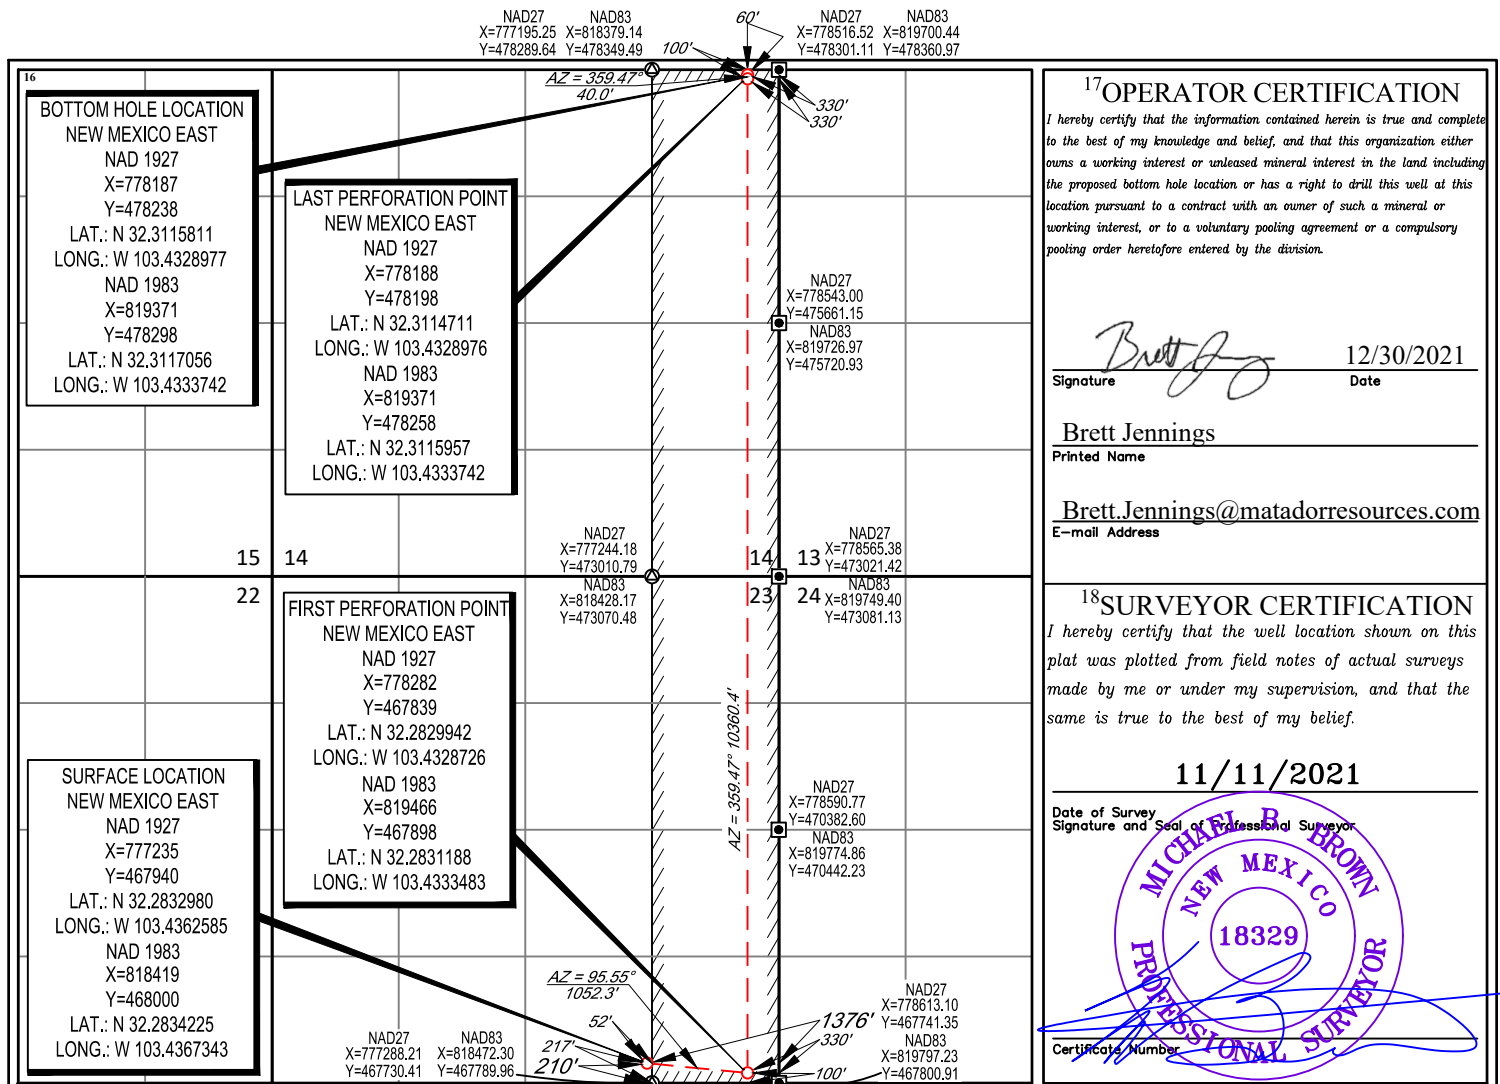 NAD27
X=777195.25
Y=478289.64
NAD83
X=818379.14
Y=478349.49
60'
100'
NAD27
X=778516.52
Y=478301.11
NAD83
X=819700.44
Y=478360.97
16
AZ = 359.47°
40.0'
330'
330'
BOTTOM HOLE LOCATION
NEW MEXICO EAST
NAD 1927
X=778187
Y=478238
LAT.: N 32.3115811
LONG.: W 103.4328977
NAD 1983
X=819371
Y=478298
LAT.: N 32.3117056
LONG.: W 103.4333742
LAST PERFORATION POINT
NEW MEXICO EAST
NAD 1927
X=778188
Y=478198
LAT.: N 32.3114711
LONG.: W 103.4328976
NAD 1983
X=819371
Y=478258
LAT.: N 32.3115957
LONG.: W 103.4333742
NAD27
X=778543.00
Y=475661.15
NAD83
X=819726.97
Y=475720.93
15
14
14
13
22
23
24
NAD27
X=777244.18
Y=473010.79
NAD83
X=818428.17
Y=473070.48
NAD27
X=778565.38
Y=473021.42
NAD83
X=819749.40
Y=473081.13
FIRST PERFORATION POINT
NEW MEXICO EAST
NAD 1927
X=778282
Y=467839
LAT.: N 32.2829942
LONG.: W 103.4328726
NAD 1983
X=819466
Y=467898
LAT.: N 32.2831188
LONG.: W 103.4333483
AZ = 359.47° 10360.4'
NAD27
X=778590.77
Y=470382.60
NAD83
X=819774.86
Y=470442.23
SURFACE LOCATION
NEW MEXICO EAST
NAD 1927
X=777235
Y=467940
LAT.: N 32.2832980
LONG.: W 103.4362585
NAD 1983
X=818419
Y=468000
LAT.: N 32.2834225
LONG.: W 103.4367343
AZ = 95.55°
1052.3'
52'
217'
210'
NAD27
X=777288.21
Y=467730.41
NAD83
X=818472.30
Y=467789.96
1376'
330'
100'
NAD27
X=778613.10
Y=467741.35
NAD83
X=819797.23
Y=467800.91
17OPERATOR CERTIFICATION
I hereby certify that the information contained herein is true and complete
to the best of my knowledge and belief, and that this organization either
owns a working interest or unleased mineral interest in the land including
the proposed bottom hole location or has a right to drill this well at this
location pursuant to a contract with an owner of such a mineral or
working interest, or to a voluntary pooling agreement or a compulsory
pooling order heretofore entered by the division.
12/30/2021
Signature
Date
Brett Jennings
Printed Name
Brett.Jennings@matadorresources.com
E-mail Address
18SURVEYOR CERTIFICATION
I hereby certify that the well location shown on this
plat was plotted from field notes of actual surveys
made by me or under my supervision, and that the
same is true to the best of my belief.
11/11/2021
Date of Survey
Signature and Seal of Professional Surveyor
MICHAEL B. BROWN
NEW MEXICO
18329
PROFESSIONAL SURVEYOR
Certificate Number